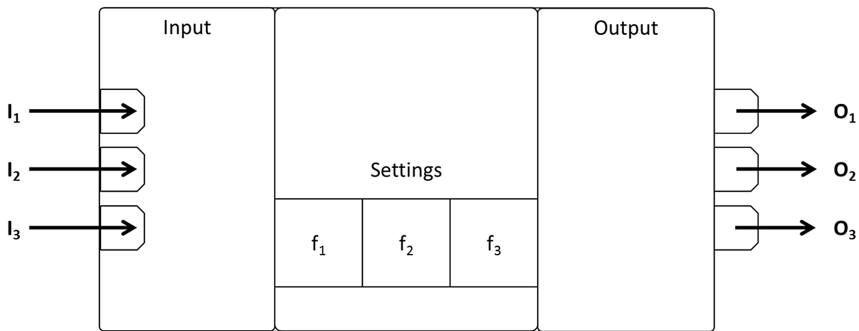 Input
Output
I₁
O₁
I₂
O₂
Settings
I₃
O₃
f₁
f₂
f₃